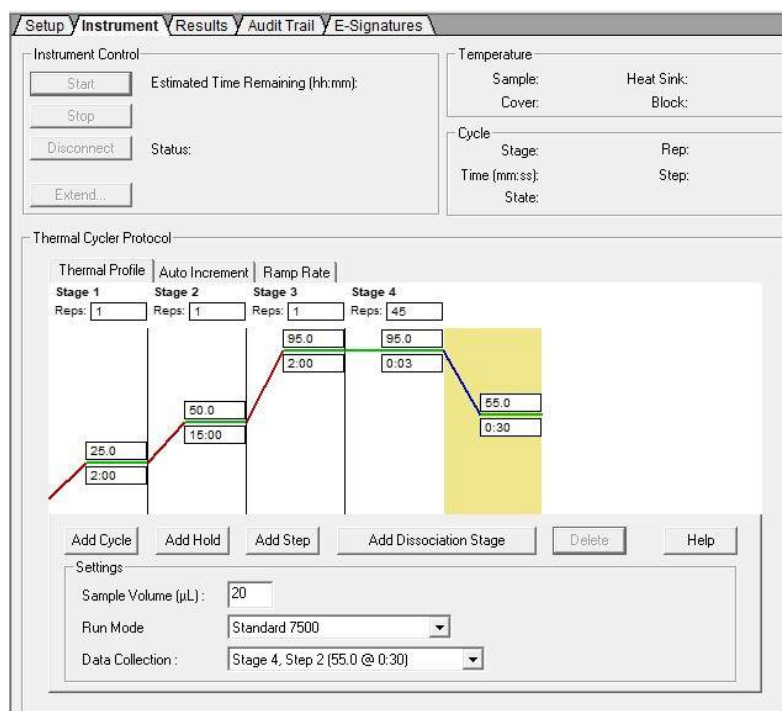 Setup Instrument Results Audit Trail E-Signatures
Instrument Control
Start Estimated Time Remaining (hh:mm):
Stop
Disconnect Status:
Extend...
Temperature
Sample: Heat Sink:
Cover: Block:
Cycle
Stage: Rep:
Time (mm:ss): Step:
State:
Thermal Cycler Protocol
Thermal Profile Auto Increment Ramp Rate
Stage 1 Stage 2 Stage 3 Stage 4
Reps: 1 Reps: 1 Reps: 1 Reps: 45
95.0 95.0
2:00 0:03
50.0 55.0
15:00 0:30
25.0
2:00
Add Cycle Add Hold Add Step Add Dissociation Stage Delete Help
Settings
Sample Volume (µL) : 20
Run Mode Standard 7500
Data Collection : Stage 4, Step 2 (55.0 @ 0:30)